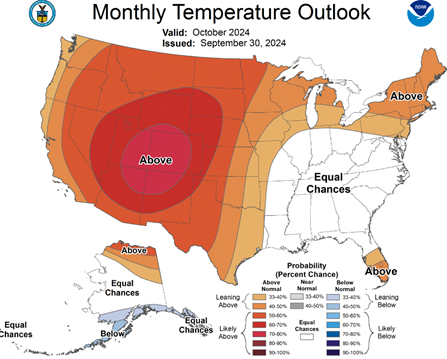 Monthly Temperature Outlook
Valid: October 2024
Issued: September 30, 2024
Above
Above
Equal
Chances
Above
Above
Equal
Chances
Below
Equal
Chances
Equal
Chances
Probability
(Percent Chance)
Above
Normal
Near
Normal
Below
Normal
Leaning
Above
33-40%
33-40%
33-40%
Leaning
Below
40-50%
40-50%
40-50%
50-60%
50-60%
Likely
Above
60-70%
Equal
Chances
60-70%
Likely
Below
70-80%
70-80%
80-90%
80-90%
90-100%
90-100%